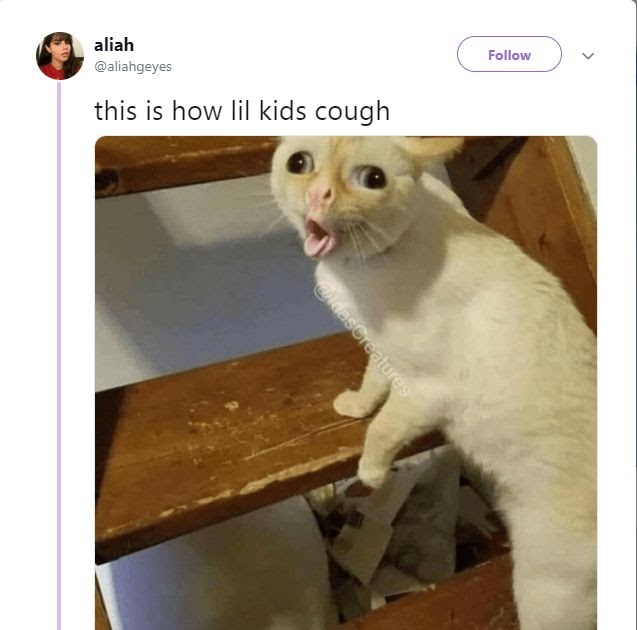 aliah
@aliahgeyes
Follow
this is how lil kids cough
@IdasCreatures